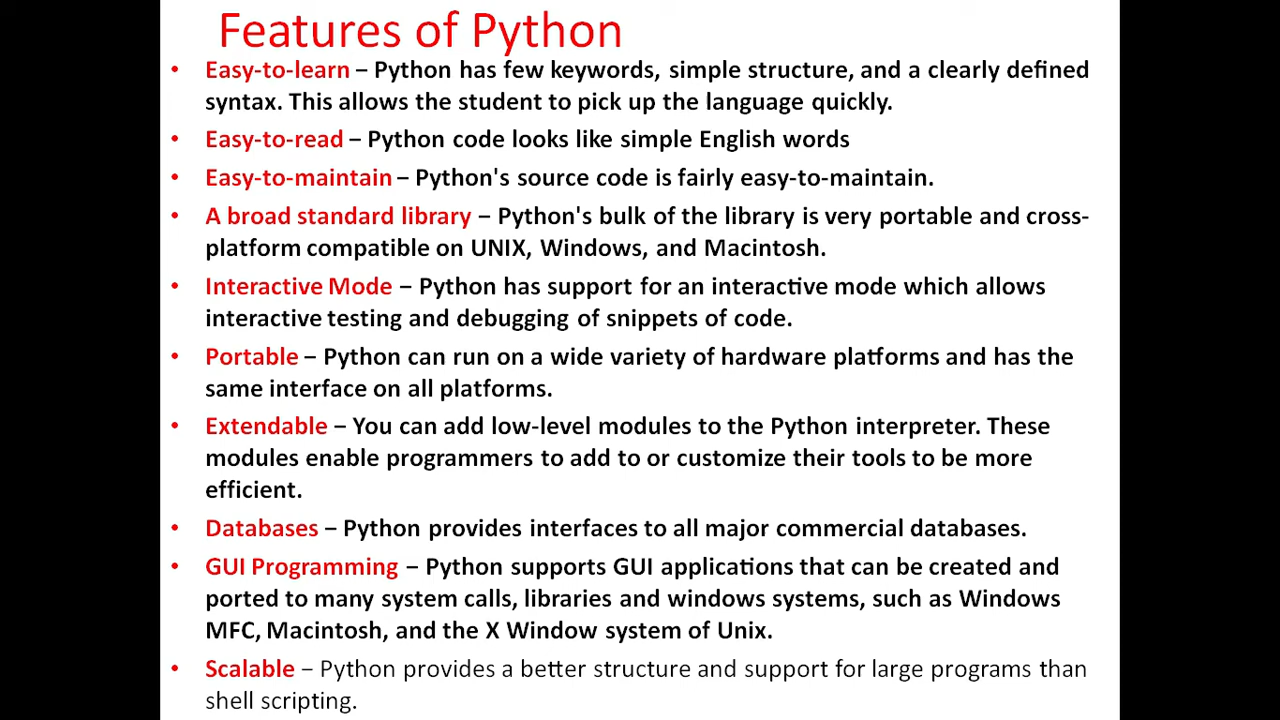 Features of Python
• Easy-to-learn – Python has few keywords, simple structure, and a clearly defined
syntax. This allows the student to pick up the language quickly.
• Easy-to-read – Python code looks like simple English words
• Easy-to-maintain – Python's source code is fairly easy-to-maintain.
• A broad standard library – Python's bulk of the library is very portable and cross-
platform compatible on UNIX, Windows, and Macintosh.
• Interactive Mode – Python has support for an interactive mode which allows
interactive testing and debugging of snippets of code.
• Portable – Python can run on a wide variety of hardware platforms and has the
same interface on all platforms.
• Extendable – You can add low-level modules to the Python interpreter. These
modules enable programmers to add to or customize their tools to be more
efficient.
• Databases – Python provides interfaces to all major commercial databases.
• GUI Programming – Python supports GUI applications that can be created and
ported to many system calls, libraries and windows systems, such as Windows
MFC, Macintosh, and the X Window system of Unix.
• Scalable – Python provides a better structure and support for large programs than
shell scripting.